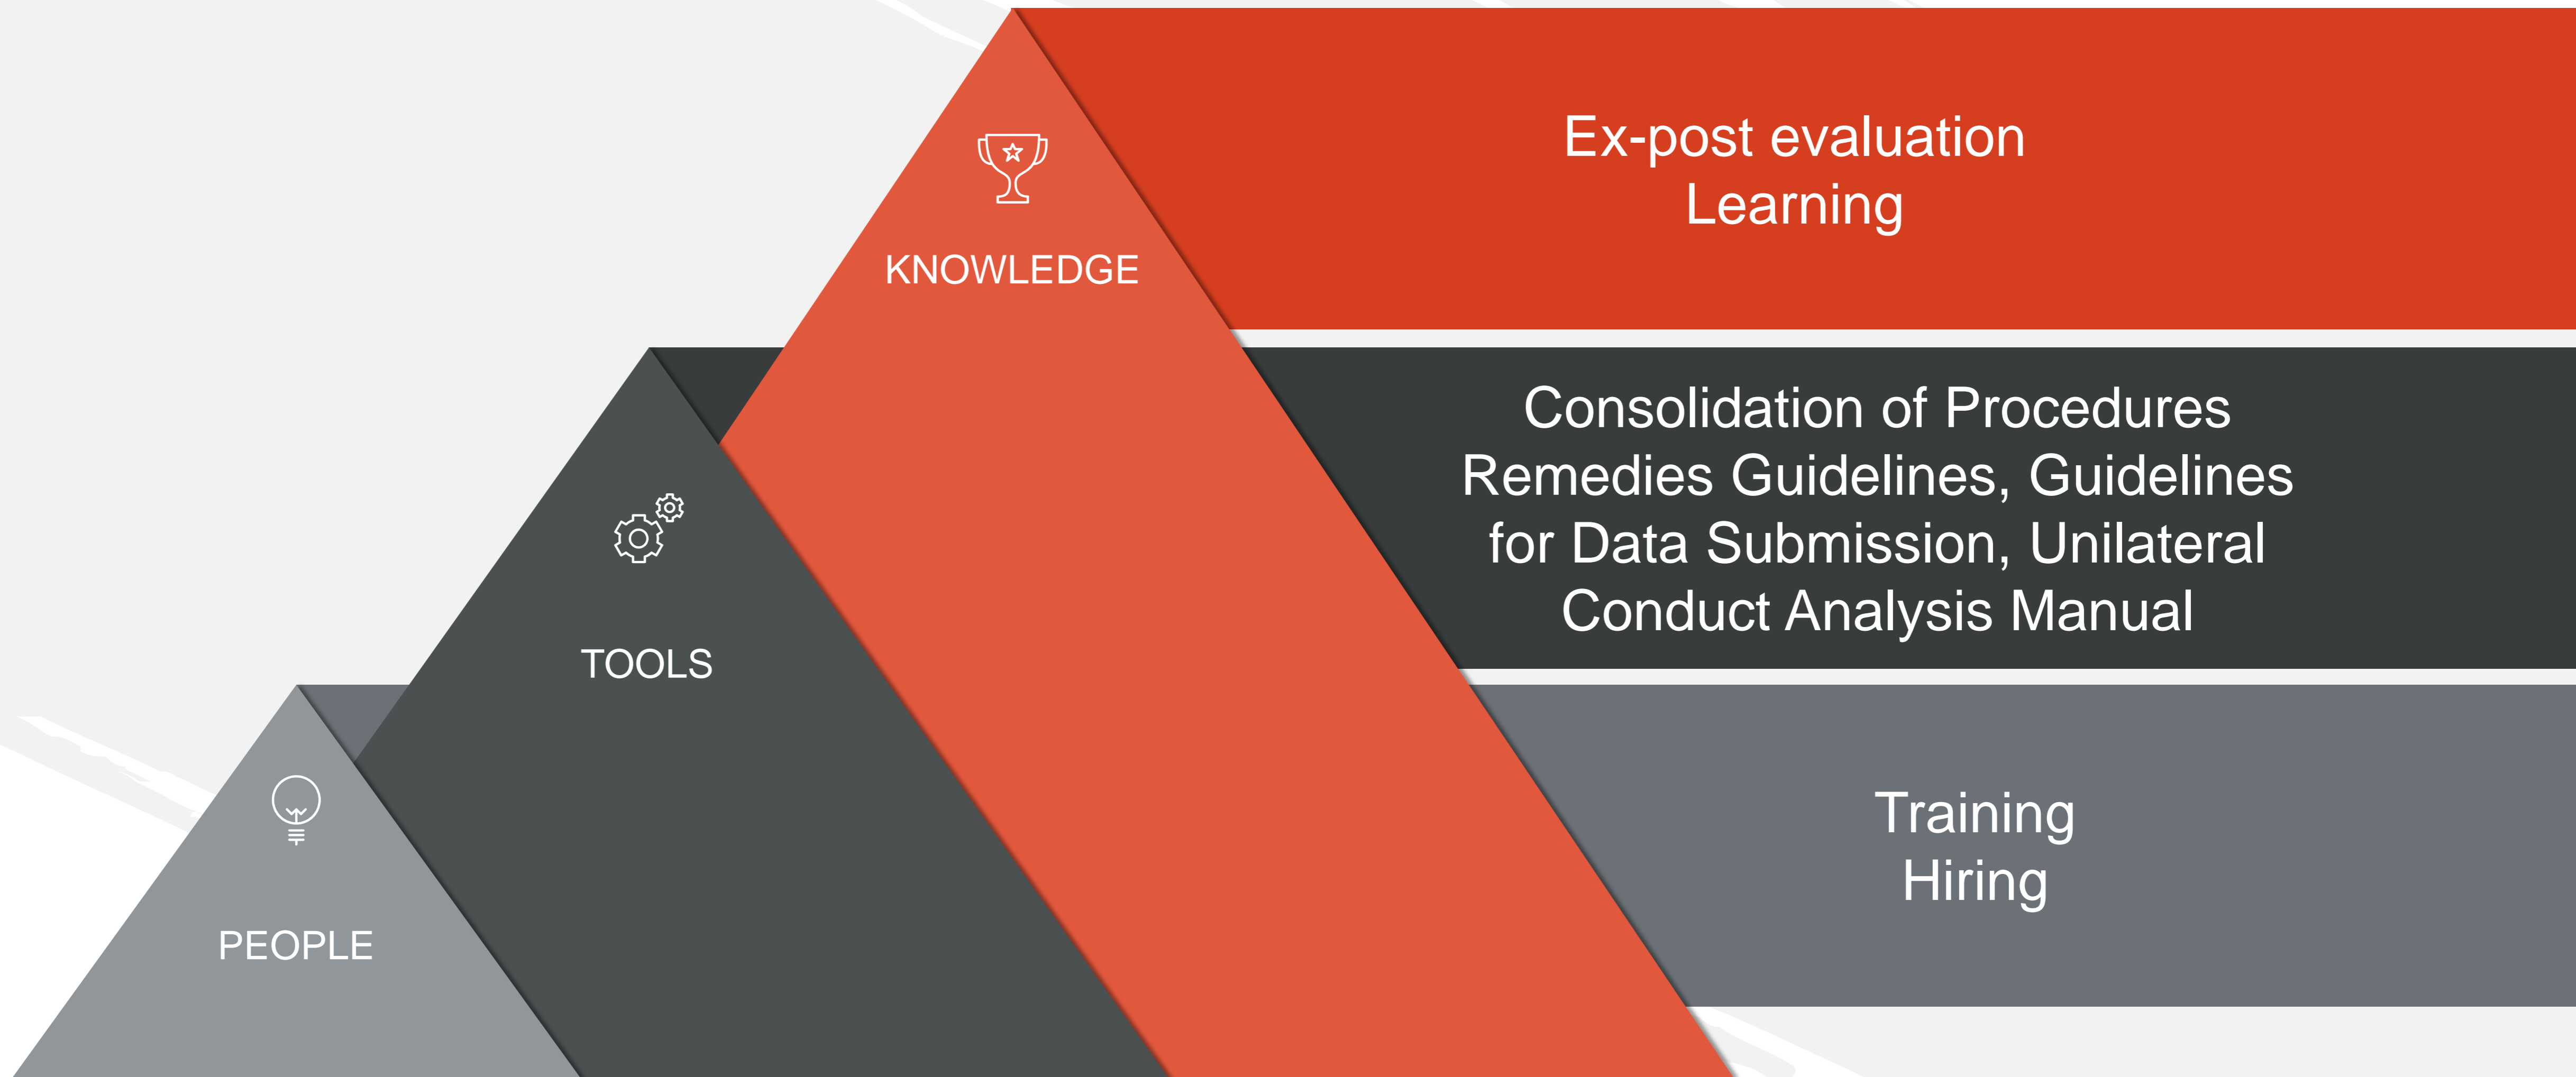 KNOWLEDGE
Ex-post evaluation
Learning
TOOLS
Consolidation of Procedures
Remedies Guidelines, Guidelines
for Data Submission, Unilateral
Conduct Analysis Manual
PEOPLE
Training
Hiring